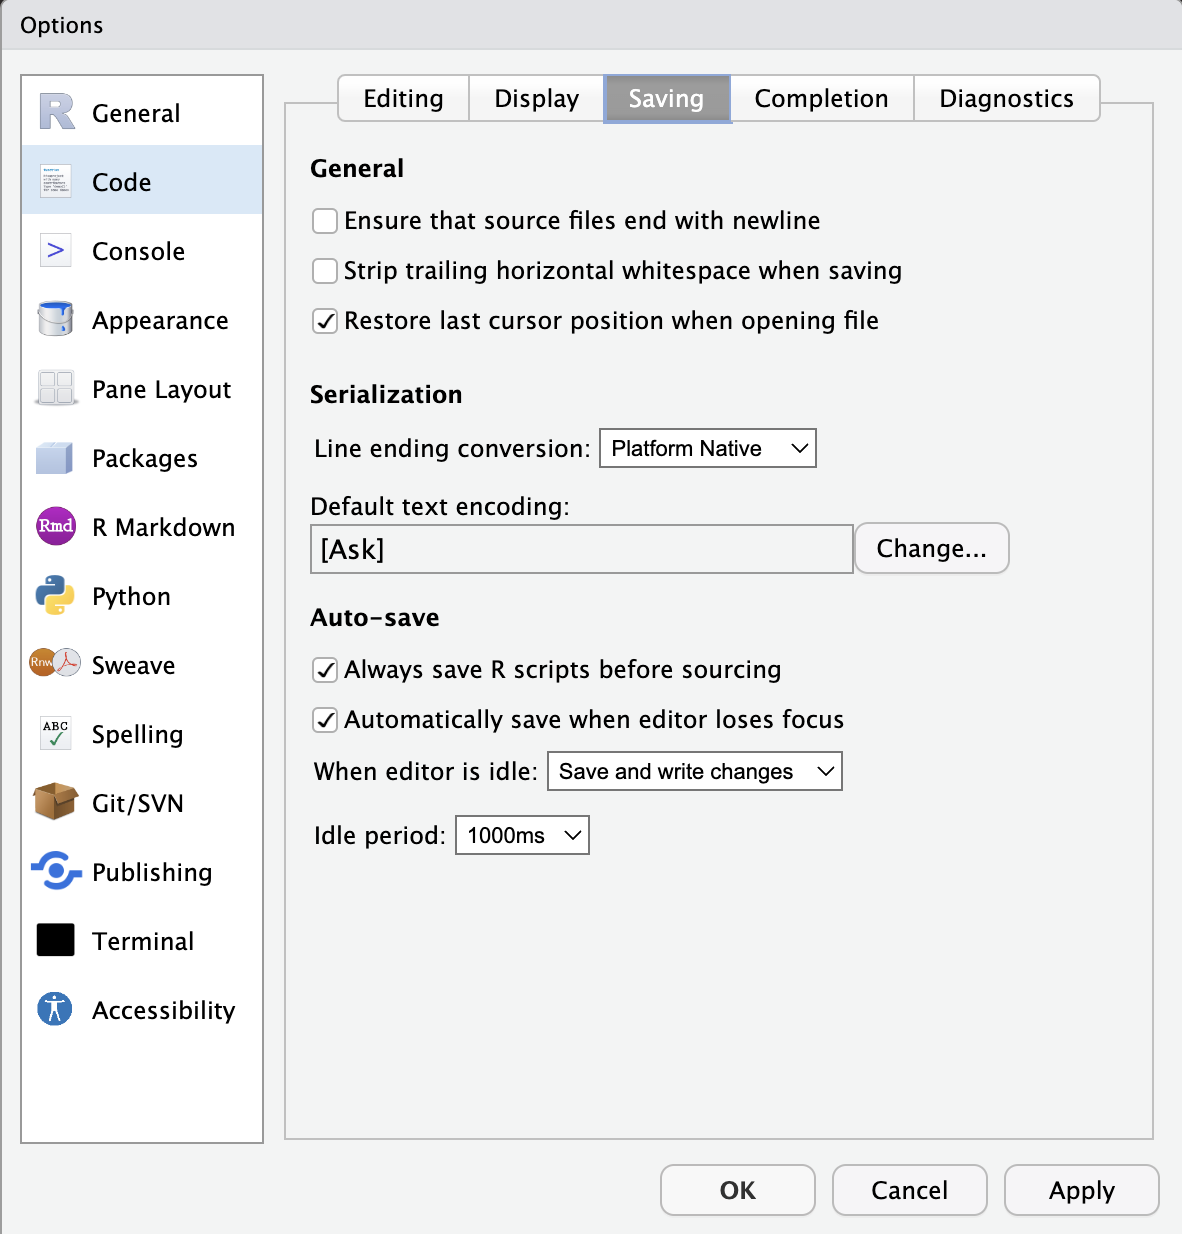 Options
General
Code
Console
Appearance
Pane Layout
Packages
Rmd R Markdown
Python
Rnw Sweave
ABC Spelling
Git/SVN
Publishing
Terminal
Accessibility
Editing Display Saving Completion Diagnostics
General
Ensure that source files end with newline
Strip trailing horizontal whitespace when saving
Restore last cursor position when opening file
Serialization
Line ending conversion: Platform Native
Default text encoding:
[Ask] Change...
Auto-save
Always save R scripts before sourcing
Automatically save when editor loses focus
When editor is idle: Save and write changes
Idle period: 1000ms
OK Cancel Apply